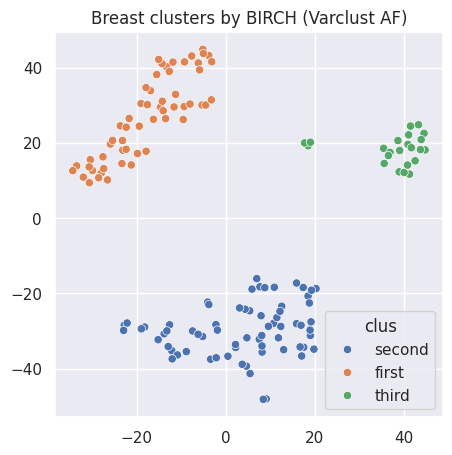 Breast clusters by BIRCH (Varclust AF)
40
20
0
−20
−40
−20
0
20
40
clus
second
first
third